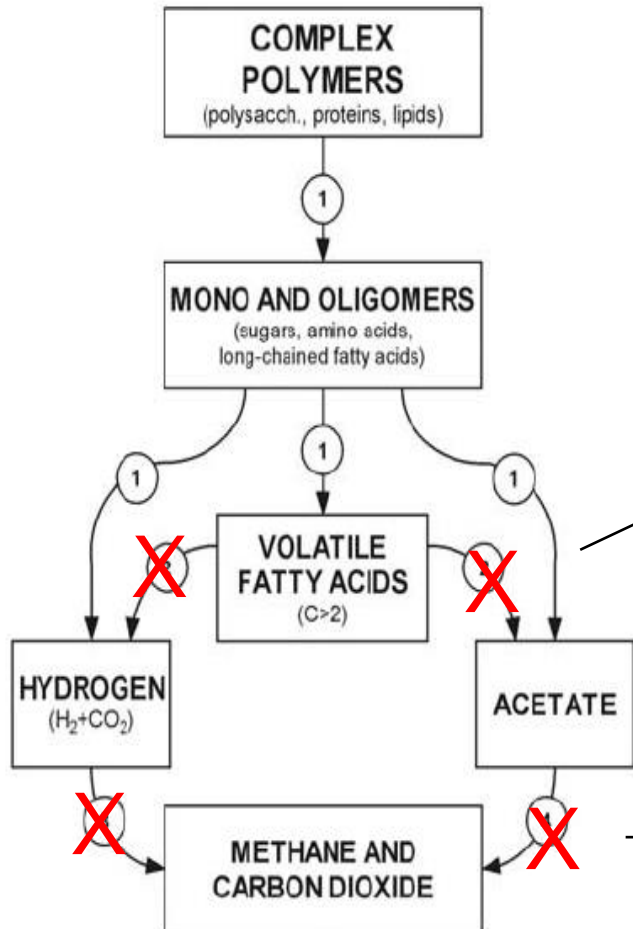 COMPLEX
POLYMERS
(polysacch., proteins, lipids)
1
MONO AND OLIGOMERS
(sugars, amino acids,
long-chained fatty acids)
1
1
1
VOLATILE
FATTY ACIDS
(C>2)
HYDROGEN
(H₂+CO₂)
ACETATE
METHANE AND
CARBON DIOXIDE